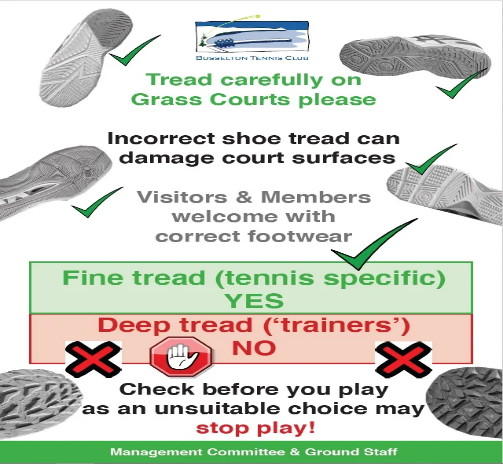 BUSSELTON TENNIS CLUB
Tread carefully on
Grass Courts please
Incorrect shoe tread can
damage court surfaces
Visitors & Members
welcome with
correct footwear
Fine tread (tennis specific)
YES
Deep tread (‘trainers’)
NO
Check before you play
as an unsuitable choice may
stop play!
Management Committee & Ground Staff